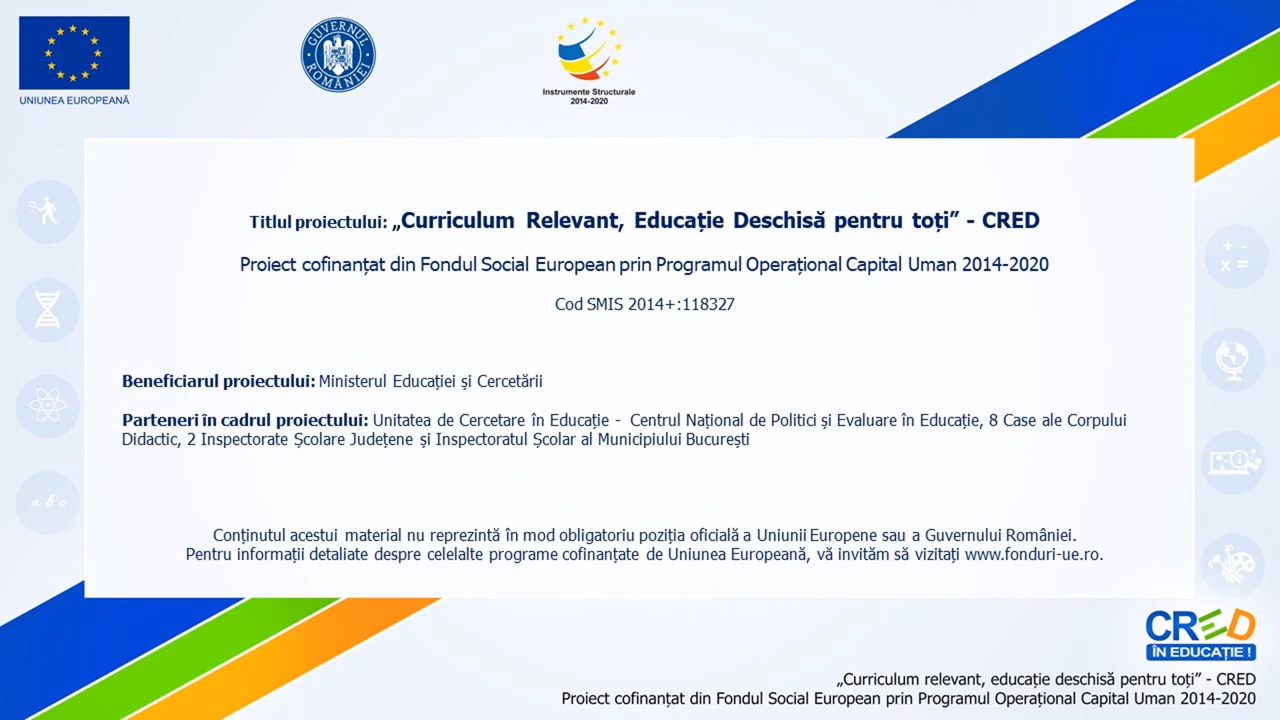 UNIUNEA EUROPEANĂ
GUVERNUL ROMÂNIEI
Instrumente Structurale
2014-2020
Titlul proiectului: „Curriculum Relevant, Educație Deschisă pentru toți” - CRED
Proiect cofinanțat din Fondul Social European prin Programul Operațional Capital Uman 2014-2020
Cod SMIS 2014+:118327
+ -
x =
Beneficiarul proiectului: Ministerul Educației și Cercetării
Parteneri în cadrul proiectului: Unitatea de Cercetare în Educație - Centrul Național de Politici și Evaluare în Educație, 8 Case ale Corpului
Didactic, 2 Inspectorate Școlare Județene și Inspectoratul Școlar al Municipiului București
a b c
Conținutul acestui material nu reprezintă în mod obligatoriu poziția oficială a Uniunii Europene sau a Guvernului României.
Pentru informații detaliate despre celelalte programe cofinanțate de Uniunea Europeană, vă invităm să vizitați www.fonduri-ue.ro.
CRED
ÎN EDUCAȚIE !
„Curriculum relevant, educație deschisă pentru toți” - CRED
Proiect cofinanțat din Fondul Social European prin Programul Operațional Capital Uman 2014-2020